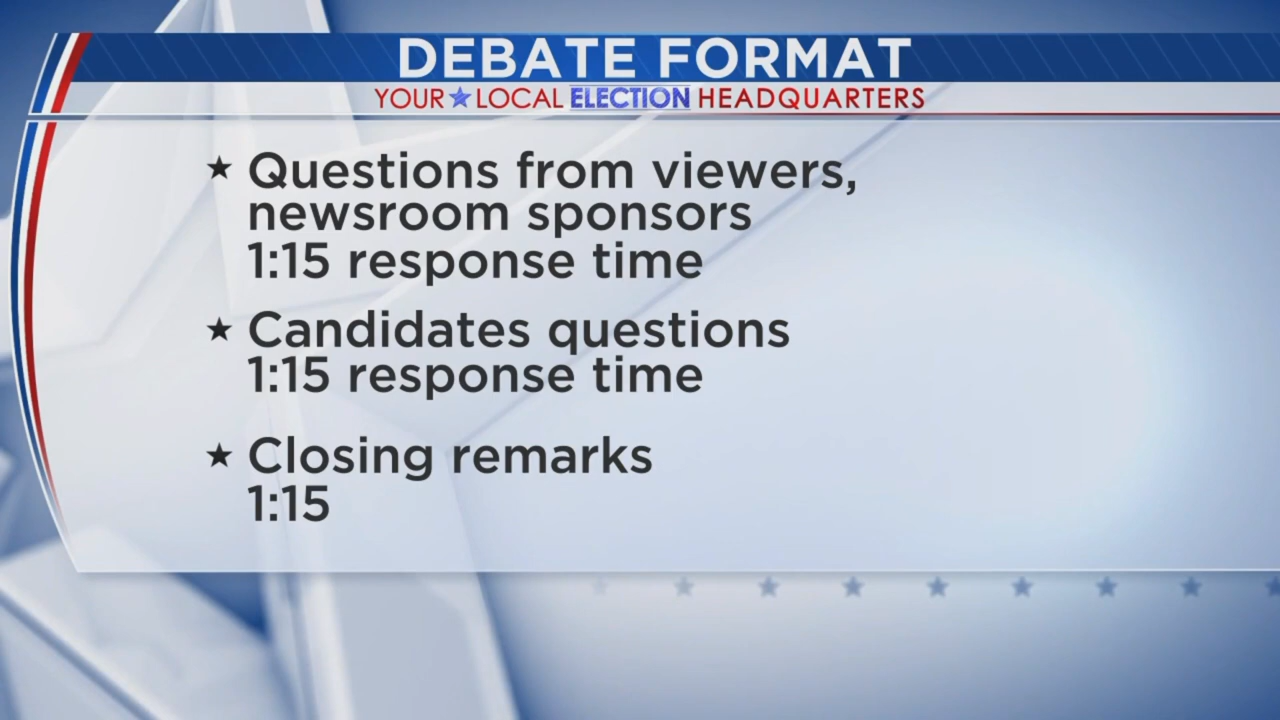 DEBATE FORMAT
YOUR LOCAL ELECTION HEADQUARTERS
Questions from viewers,
newsroom sponsors
1:15 response time
Candidates questions
1:15 response time
Closing remarks
1:15